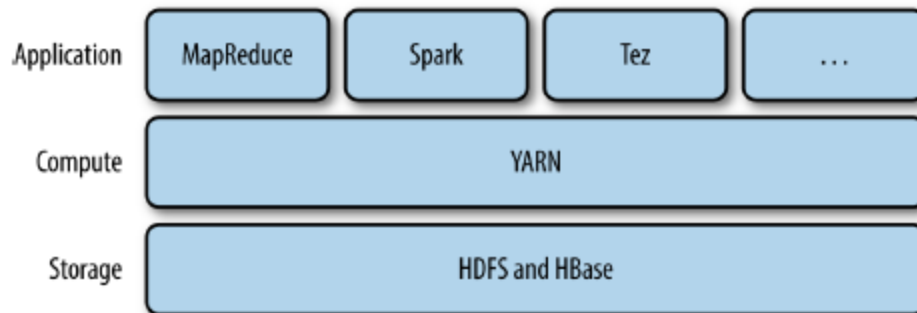 Application MapReduce Spark Tez ...
Compute YARN
Storage HDFS and HBase